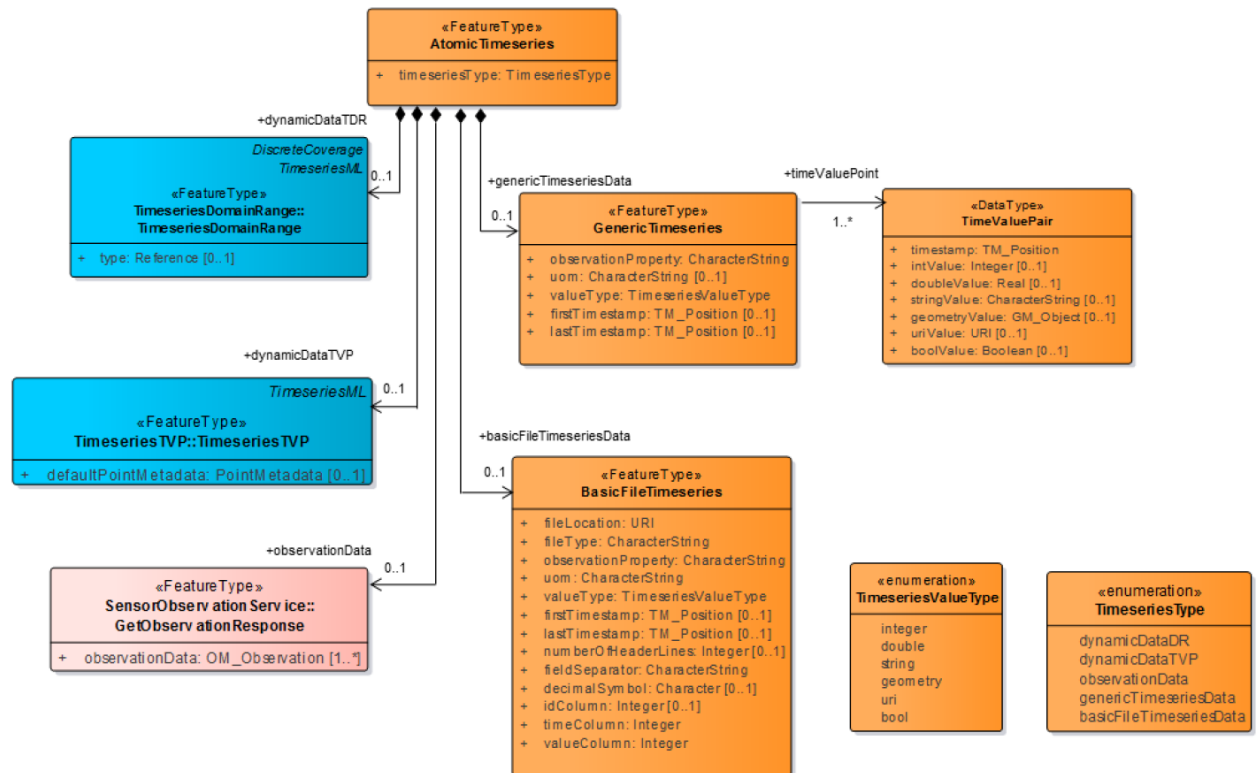 «FeatureType»
AtomicTimeseries
+ timeseriesType: TimeseriesType
+dynamicDataTDR
0..1
DiscreteCoverage
TimeseriesML
«FeatureType»
TimeseriesDomainRange::
TimeseriesDomainRange
+ type: Reference [0..1]
+genericTimeseriesData
0..1
«FeatureType»
GenericTimeseries
+ observationProperty: CharacterString
+ uom: CharacterString [0..1]
+ valueType: TimeseriesValueType
+ firstTimestamp: TM_Position [0..1]
+ lastTimestamp: TM_Position [0..1]
+timeValuePoint
1..*
«DataType»
TimeValuePair
+ timestamp: TM_Position
+ intValue: Integer [0..1]
+ doubleValue: Real [0..1]
+ stringValue: CharacterString [0..1]
+ geometryValue: GM_Object [0..1]
+ uriValue: URI [0..1]
+ boolValue: Boolean [0..1]
+dynamicDataTVP
0..1
TimeseriesML
«FeatureType»
TimeseriesTVP::TimeseriesTVP
+ defaultPointMetadata: PointMetadata [0..1]
+basicFileTimeseriesData
0..1
«FeatureType»
BasicFileTimeseries
+ fileLocation: URI
+ fileType: CharacterString
+ observationProperty: CharacterString
+ uom: CharacterString
+ valueType: TimeseriesValueType
+ firstTimestamp: TM_Position [0..1]
+ lastTimestamp: TM_Position [0..1]
+ numberOfHeaderLines: Integer [0..1]
+ fieldSeparator: CharacterString
+ decimalSymbol: Character [0..1]
+ idColumn: Integer [0..1]
+ timeColumn: Integer
+ valueColumn: Integer
+observationData
0..1
«FeatureType»
SensorObservationService::
GetObservationResponse
+ observationData: OM_Observation [1..*]
«enumeration»
TimeseriesValueType
integer
double
string
geometry
uri
bool
«enumeration»
TimeseriesType
dynamicDataDR
dynamicDataTVP
observationData
genericTimeseriesData
basicFileTimeseriesData